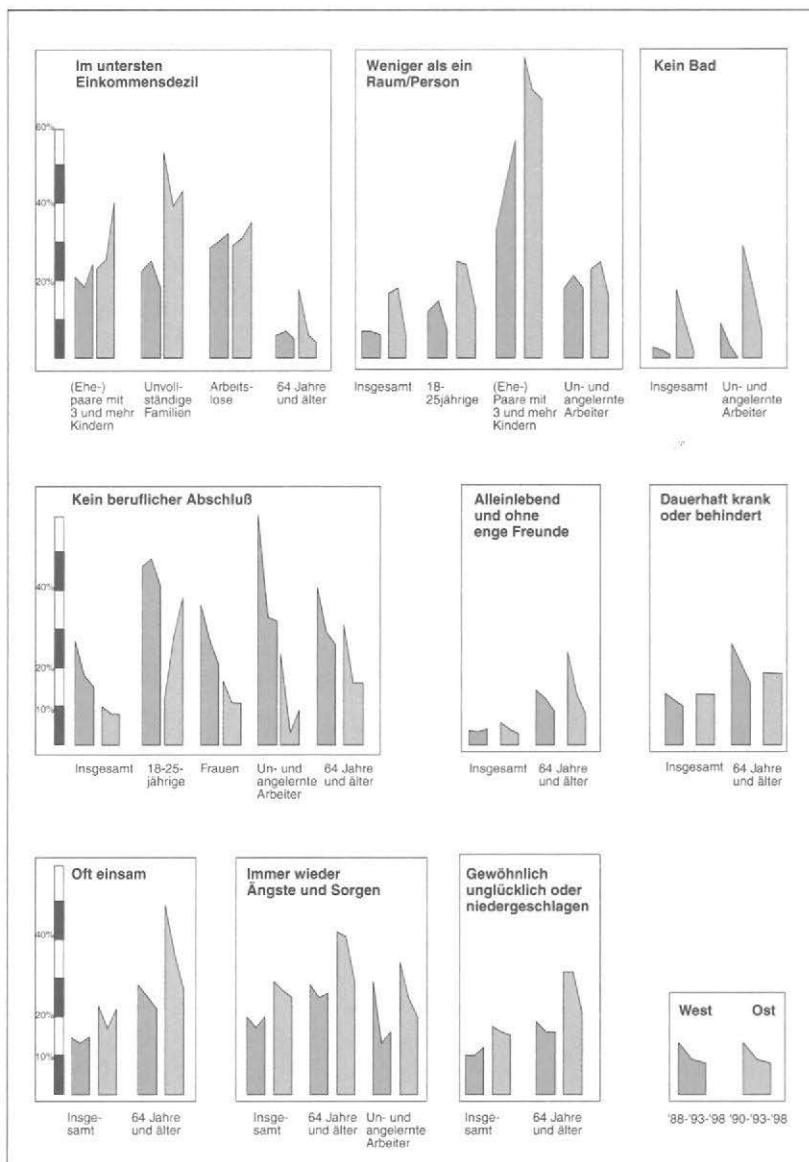 Im untersten
Einkommensdezil
60%
40%
20%
(Ehe-)
paare mit
3 und mehr
Kindern
Unvoll-
ständige
Familien
Arbeits-
lose
64 Jahre
und älter
Weniger als ein
Raum/Person
Insgesamt
18-
25jährige
(Ehe-)
Paare mit
3 und mehr
Kindern
Un- und
angelernte
Arbeiter
Kein Bad
Insgesamt
Un- und
angelernte
Arbeiter
Kein beruflicher Abschluß
40%
20%
10%
Insgesamt
18-25-
jährige
Frauen
Un- und
angelernte
Arbeiter
64 Jahre
und älter
Alleinlebend
und ohne
enge Freunde
Insgesamt
64 Jahre
und älter
Dauerhaft krank
oder behindert
Insgesamt
64 Jahre
und älter
Oft einsam
40%
20%
10%
Insge-
samt
64 Jahre
und älter
Immer wieder
Ängste und Sorgen
Insge-
samt
64 Jahre
und älter
Un- und
angelernte
Arbeiter
Gewöhnlich
unglücklich oder
niedergeschlagen
Insge-
samt
64 Jahre
und älter
West
Ost
'88-'93-'98
'90-'93-'98